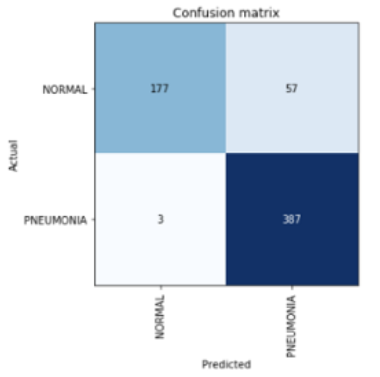 Confusion matrix
NORMAL
177
57
Actual
PNEUMONIA
3
387
NORMAL
PNEUMONIA
Predicted